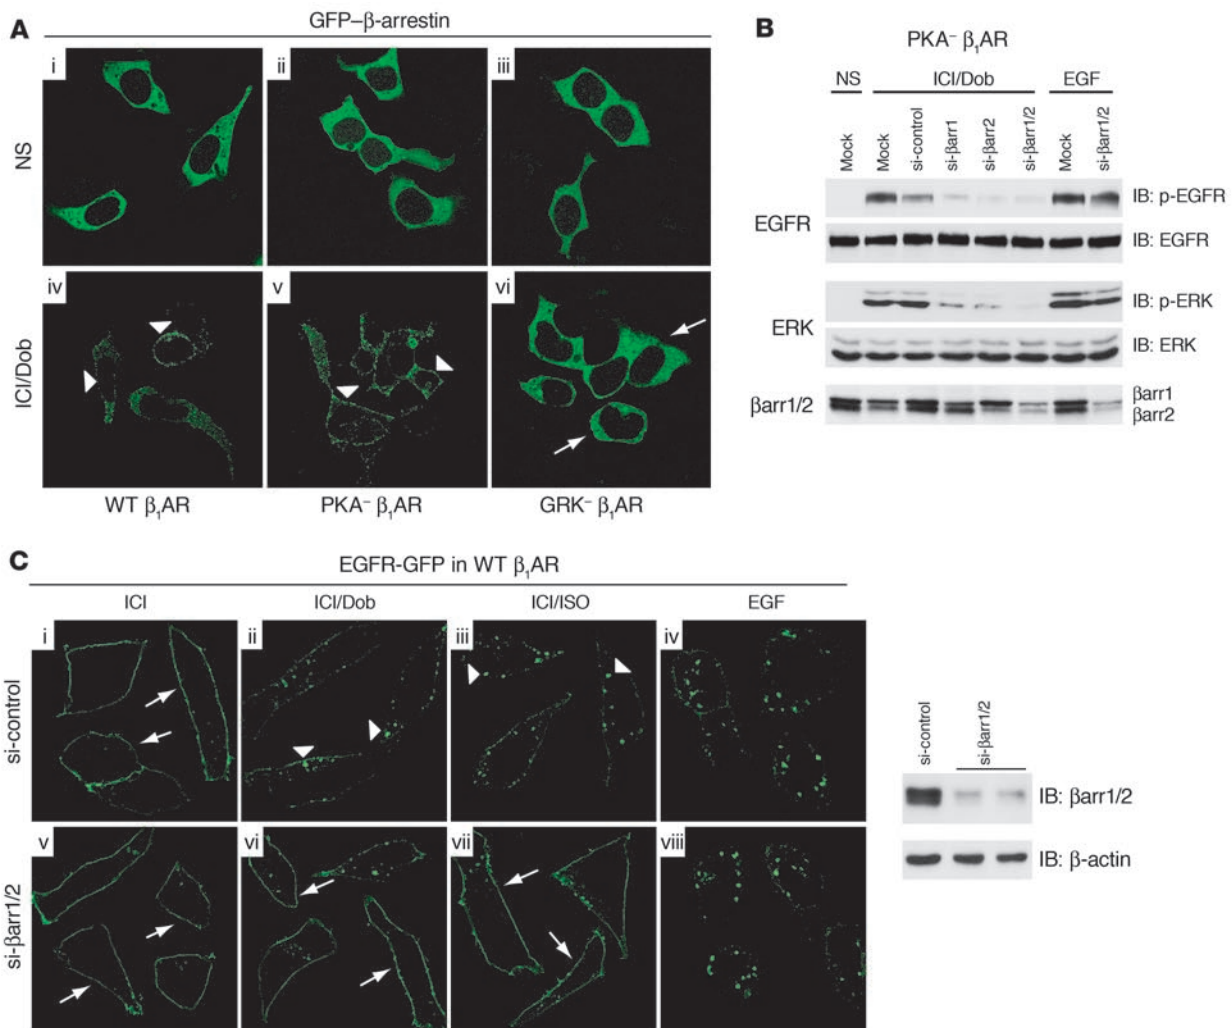 A
GFP–β-arrestin
i
ii
iii
NS
iv
v
vi
ICI/Dob
WT β₁AR
PKA⁻ β₁AR
GRK⁻ β₁AR
B
PKA⁻ β₁AR
NS
ICI/Dob
EGF
Mock
Mock
si-control
si-βarr1
si-βarr2
si-βarr1/2
Mock
si-βarr1/2
EGFR
IB: p-EGFR
IB: EGFR
ERK
IB: p-ERK
IB: ERK
βarr1/2
βarr1
βarr2
C
EGFR-GFP in WT β₁AR
ICI
ICI/Dob
ICI/ISO
EGF
i
ii
iii
iv
si-control
v
vi
vii
viii
si-βarr1/2
si-control
si-βarr1/2
IB: βarr1/2
IB: β-actin